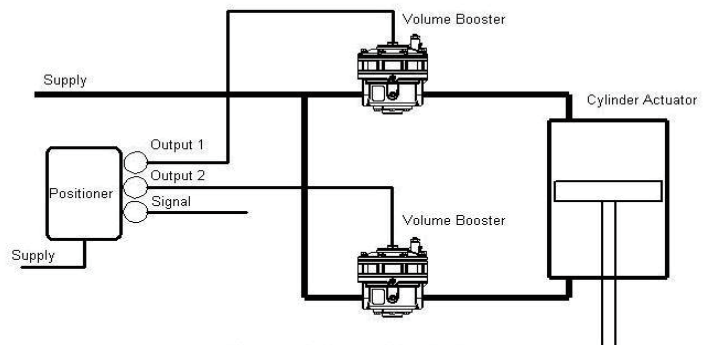 Volume Booster
Supply
Cylinder Actuator
Output 1
Output 2
Positioner
Signal
Volume Booster
Supply